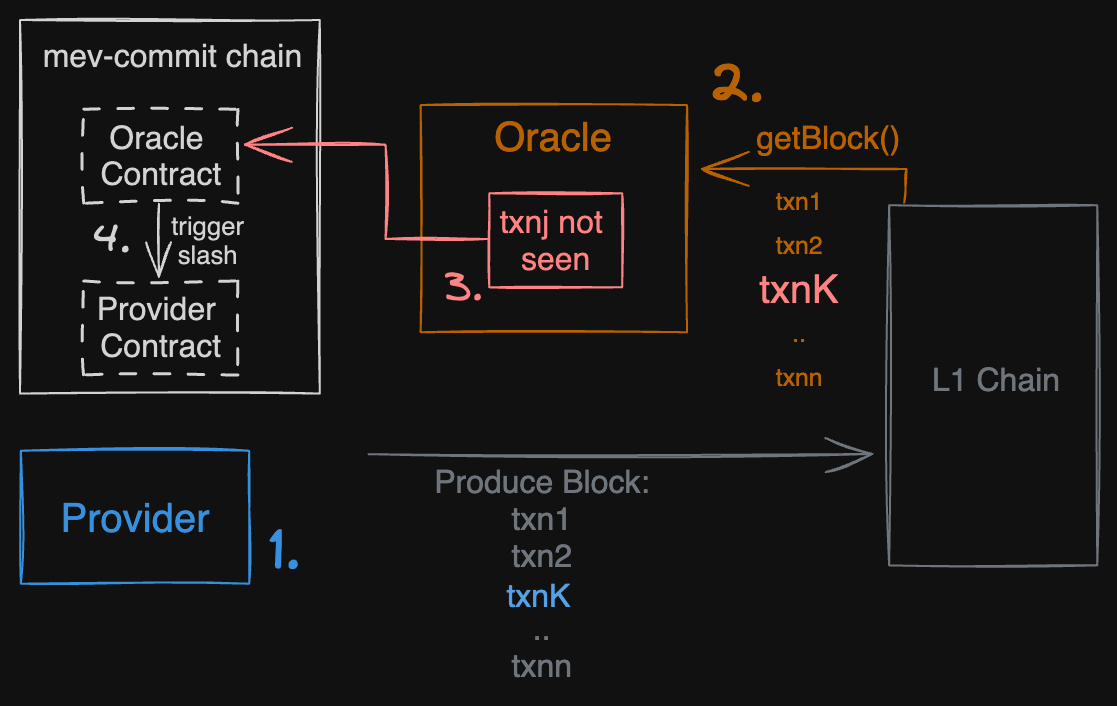 mev-commit chain
Oracle
Contract
4.
trigger
slash
Provider
Contract
Oracle
txnj not
seen
3.
2.
getBlock()
txn1
txn2
txnK
..
txnn
L1 Chain
Provider
1.
Produce Block:
txn1
txn2
txnK
..
txnn